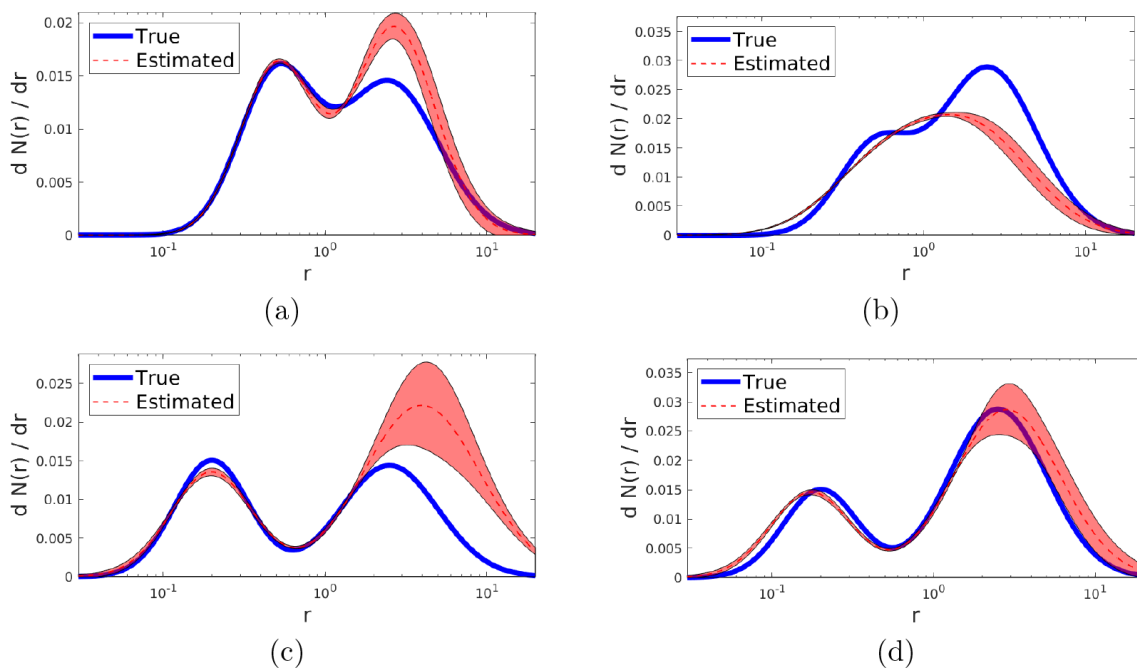 True
Estimated
0.02
0.015
0.01
0.005
0
d N(r) / dr
10^-1
10^0
10^1
r
(a)
True
Estimated
0.035
0.03
0.025
0.02
0.015
0.01
0.005
0
d N(r) / dr
10^-1
10^0
10^1
r
(b)
True
Estimated
0.025
0.02
0.015
0.01
0.005
0
d N(r) / dr
10^-1
10^0
10^1
r
(c)
True
Estimated
0.035
0.03
0.025
0.02
0.015
0.01
0.005
0
d N(r) / dr
10^-1
10^0
10^1
r
(d)